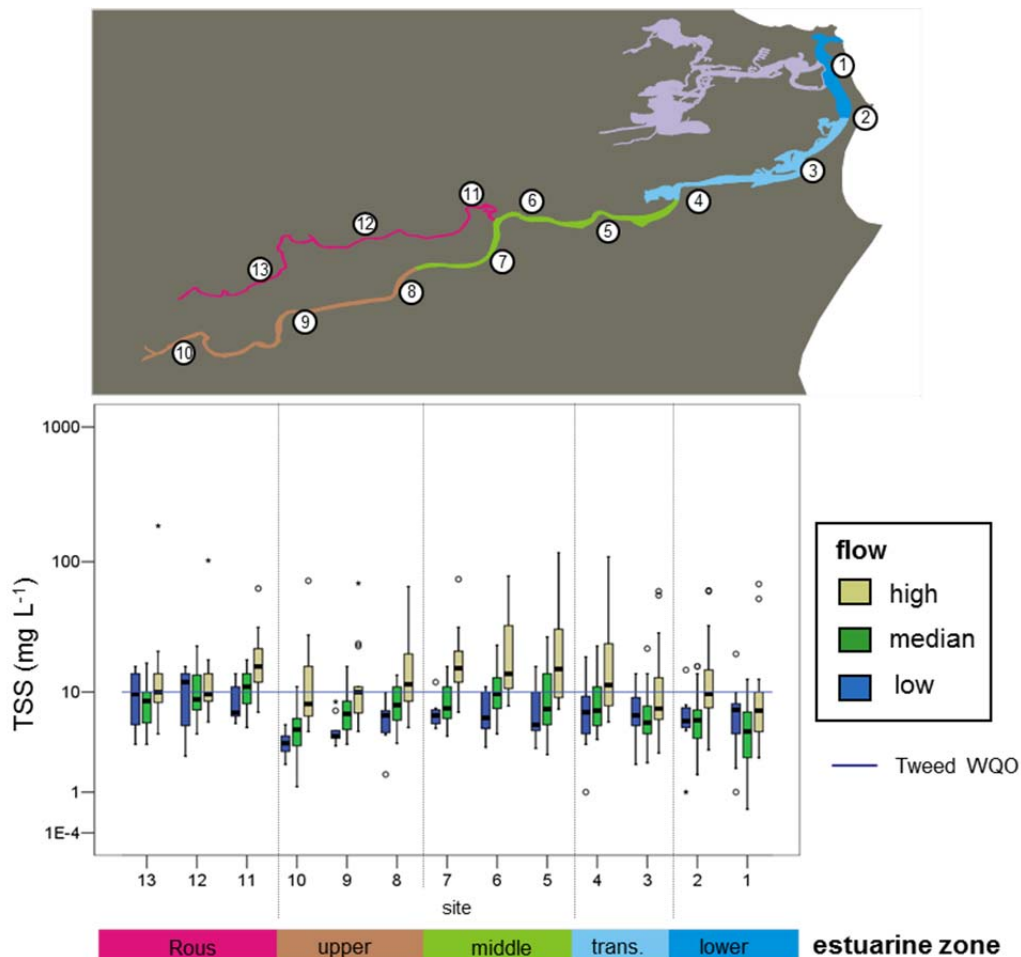 1
2
3
4
5
6
7
8
9
10
11
12
13
1000
100
10
1
1E-4
TSS (mg L-1)
13 12 11 10 9 8 7 6 5 4 3 2 1
site
flow
high
median
low
Tweed WQO
Rous upper middle trans. lower estuarine zone